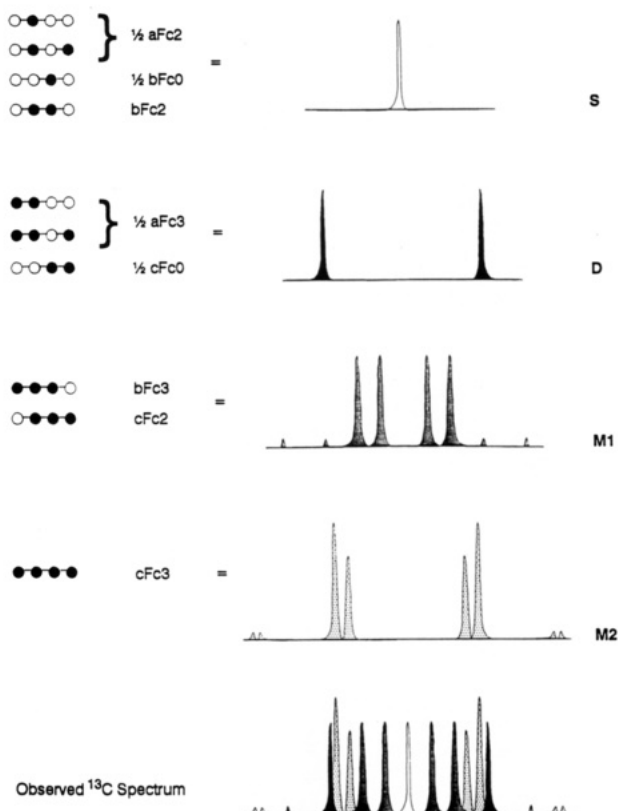 ½ aFc2
½ bFc0
=
bFc2
S
½ aFc3
=
½ cFc0
D
bFc3
=
cFc2
M1
cFc3 =
M2
Observed ¹³C Spectrum